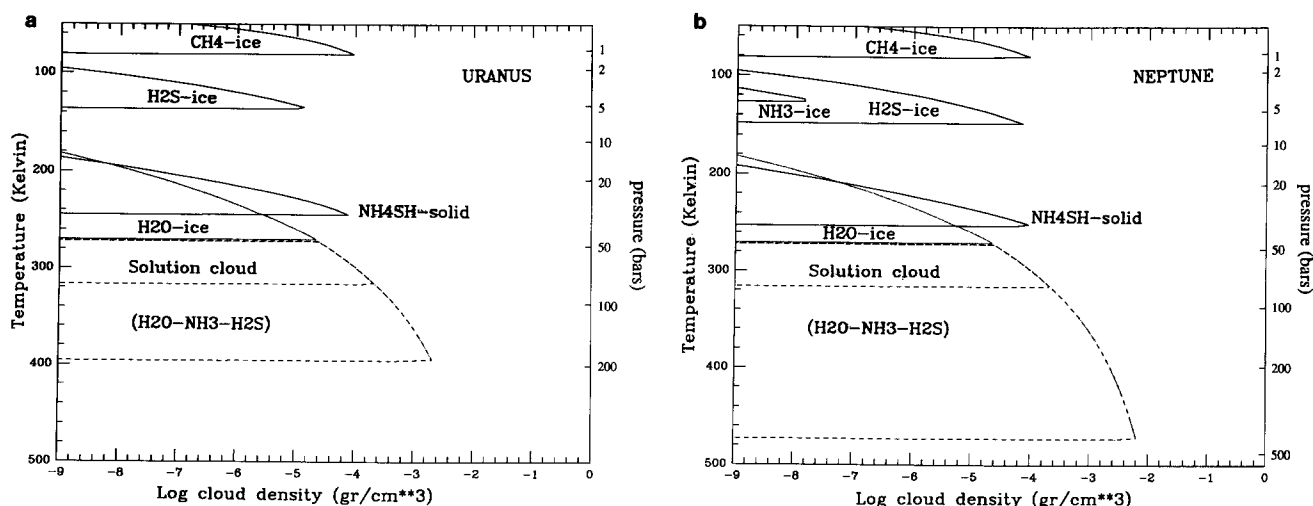 a
CH4-ice
URANUS
H2S-ice
NH4SH-solid
H2O-ice
Solution cloud
(H2O-NH3-H2S)
Temperature (Kelvin)
100
200
300
400
500
-9 -8 -7 -6 -5 -4 -3 -2 -1 0
Log cloud density (gr/cm**3)
1
2
5
10
20
50
100
200
pressure (bars)
b
CH4-ice
NEPTUNE
NH3-ice
H2S-ice
NH4SH-solid
H2O-ice
Solution cloud
(H2O-NH3-H2S)
Temperature (Kelvin)
100
200
300
400
500
-9 -8 -7 -6 -5 -4 -3 -2 -1 0
Log cloud density (gr/cm**3)
1
2
5
10
20
50
100
200
500
pressure (bars)